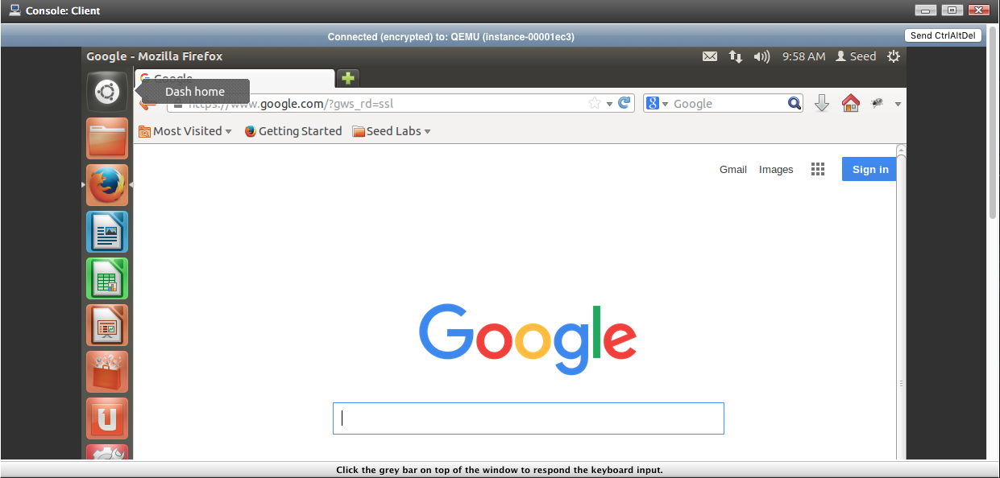 Console: Client
Connected (encrypted) to: QEMU (instance-00001ec3)
Send CtrlAltDel
Google - Mozilla Firefox
9:58 AM
Seed
Google
Dash home
https://www.google.com/?gws_rd=ssl
Google
Most Visited
Getting Started
Seed Labs
Gmail
Images
Sign in
Google
Click the grey bar on top of the window to respond the keyboard input.